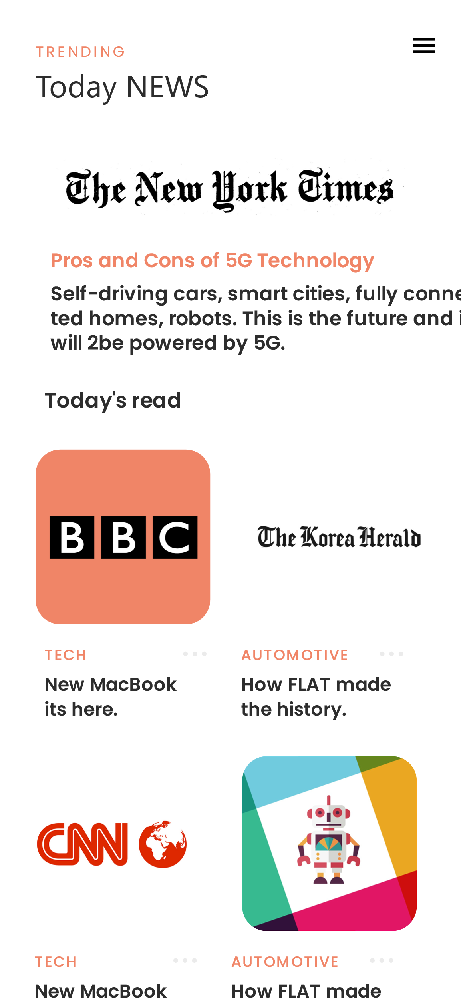 TRENDING
Today NEWS
The New York Times
Pros and Cons of 5G Technology
Self-driving cars, smart cities, fully conne
ted homes, robots. This is the future and i
will 2be powered by 5G.
Today's read
BBC
The Korea Herald
TECH
AUTOMOTIVE
New MacBook
its here.
How FLAT made
the history.
CNN
TECH
AUTOMOTIVE
New MacBook
How FLAT made